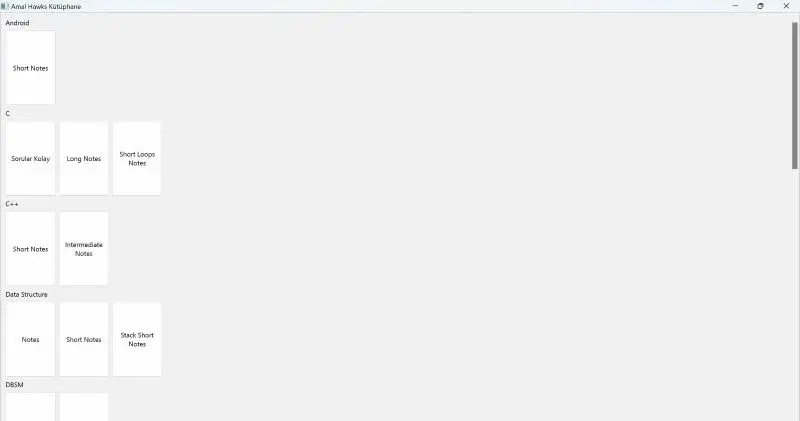 Amal Hawks Kütüphane
Android
Short Notes
C
Sorular Kolay
Long Notes
Short Loops
Notes
C++
Short Notes
Intermediate
Notes
Data Structure
Notes
Short Notes
Stack Short
Notes
DBSM